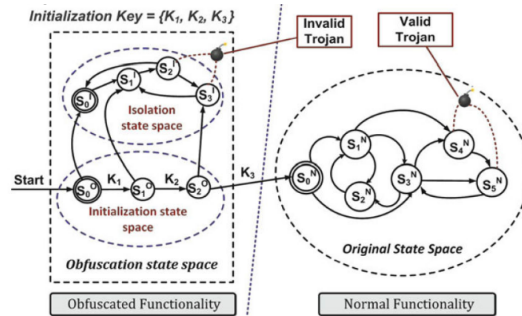 Initialization Key = {K₁, K₂, K₃}
Invalid
Trojan
Valid
Trojan
S₀ᴵ
S₁ᴵ
S₂ᴵ
S₃ᴵ
Isolation
state space
Start
S₀ᴼ
K₁
S₁ᴼ
K₂
S₂ᴼ
K₃
Initialization state
space
Obfuscation state space
S₀ᴺ
S₁ᴺ
S₂ᴺ
S₃ᴺ
S₄ᴺ
S₅ᴺ
Original State Space
Obfuscated Functionality
Normal Functionality